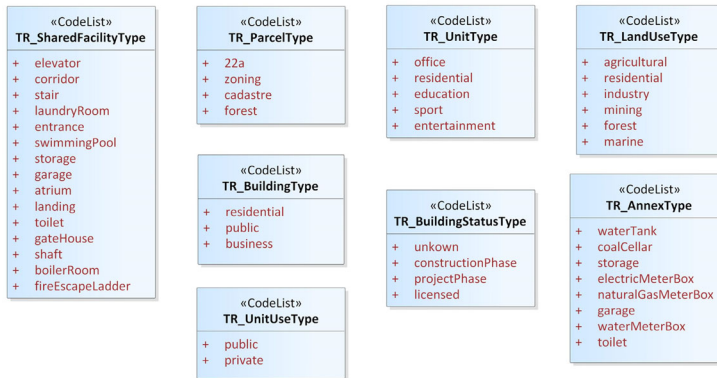 «CodeList»
TR_SharedFacilityType
+ elevator
+ corridor
+ stair
+ laundryRoom
+ entrance
+ swimmingPool
+ storage
+ garage
+ atrium
+ landing
+ toilet
+ gateHouse
+ shaft
+ boilerRoom
+ fireEscapeLadder
«CodeList»
TR_ParcelType
+ 22a
+ zoning
+ cadastre
+ forest
«CodeList»
TR_BuildingType
+ residential
+ public
+ business
«CodeList»
TR_UnitUseType
+ public
+ private
«CodeList»
TR_UnitType
+ office
+ residential
+ education
+ sport
+ entertainment
«CodeList»
TR_BuildingStatusType
+ unkown
+ constructionPhase
+ projectPhase
+ licensed
«CodeList»
TR_LandUseType
+ agricultural
+ residential
+ industry
+ mining
+ forest
+ marine
«CodeList»
TR_AnnexType
+ waterTank
+ coalCellar
+ storage
+ electricMeterBox
+ naturalGasMeterBox
+ garage
+ waterMeterBox
+ toilet